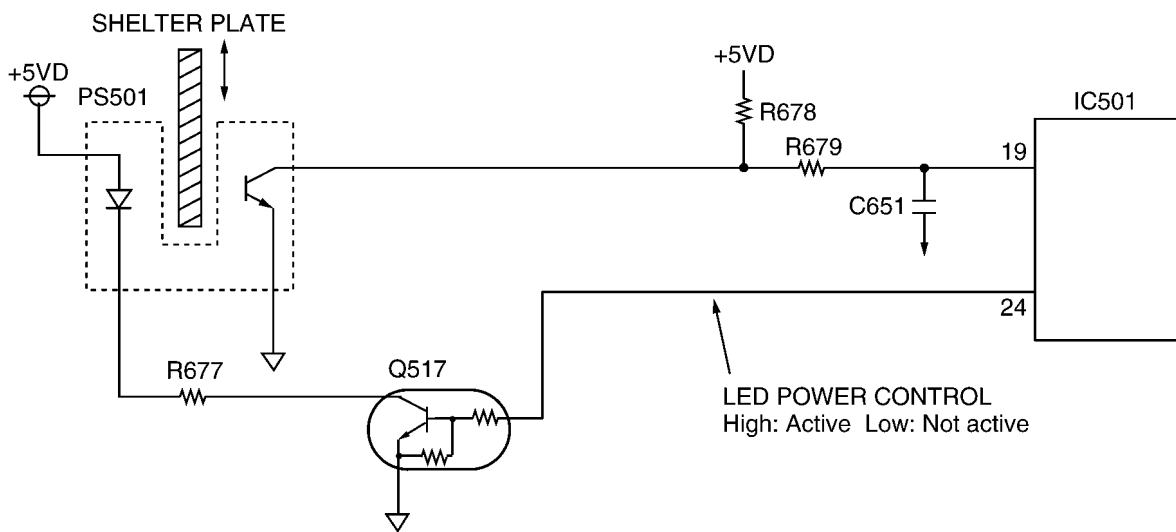 SHELTER PLATE
+5VD
PS501
+5VD
R678
R679
IC501
19
C651
24
R677
Q517
LED POWER CONTROL
High: Active Low: Not active